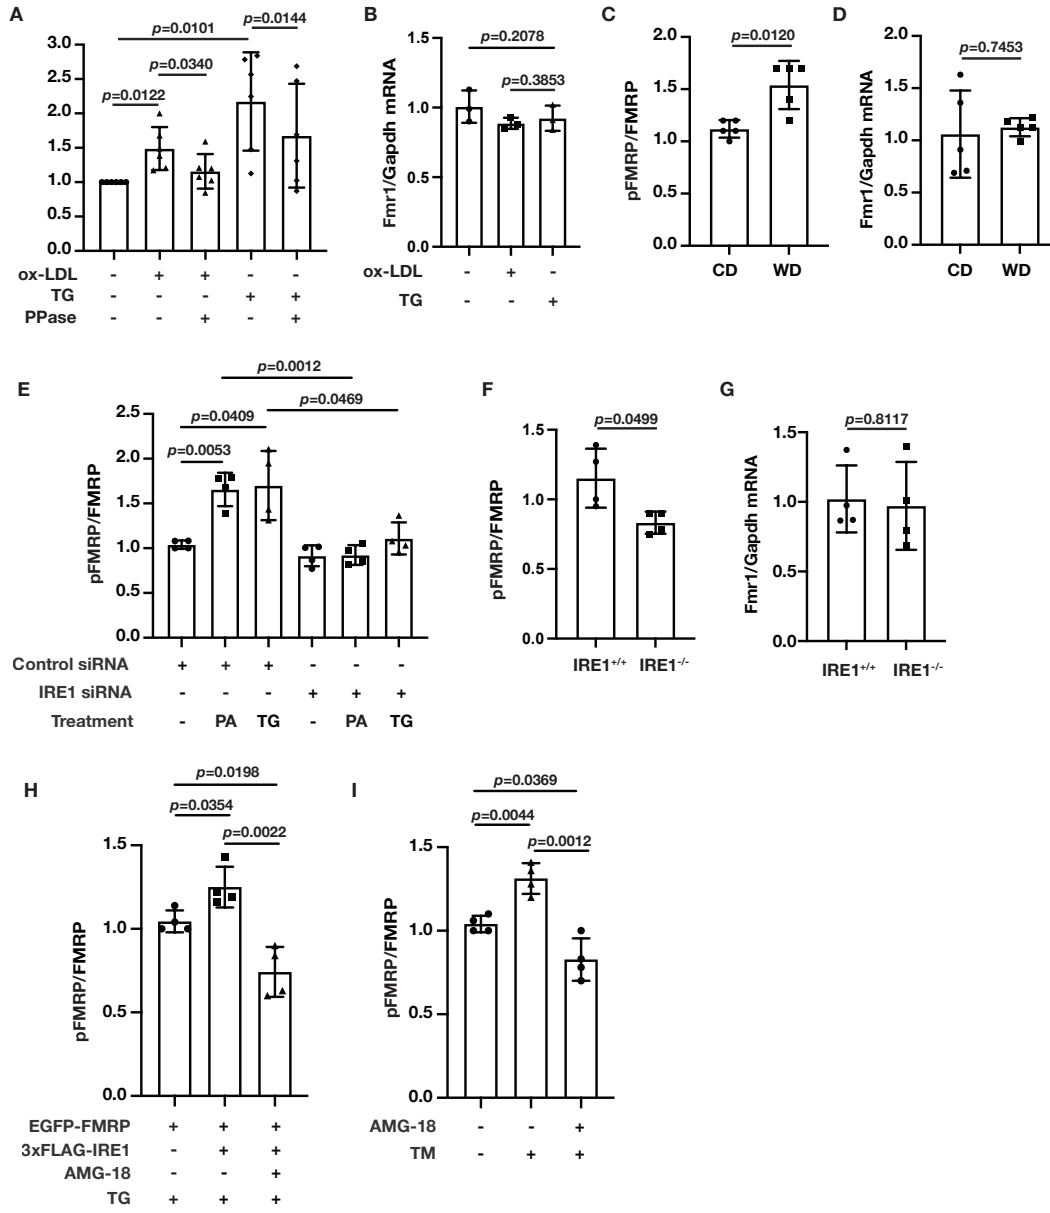 A
p=0.0101
p=0.0144
p=0.0340
p=0.0122
3.0
2.5
2.0
1.5
1.0
0.5
0.0
ox-LDL - + + - -
TG - - - + +
PPase - - + - +
B
p=0.2078
p=0.3853
Fmr1/Gapdh mRNA
1.5
1.0
0.5
0.0
ox-LDL - + -
TG - - +
C
p=0.0120
pFMRP/FMRP
2.0
1.5
1.0
0.5
0.0
CD WD
D
p=0.7453
Fmr1/Gapdh mRNA
2.0
1.5
1.0
0.5
0.0
CD WD
E
p=0.0012
p=0.0469
p=0.0409
p=0.0053
pFMRP/FMRP
2.5
2.0
1.5
1.0
0.5
0.0
Control siRNA + + + - - -
IRE1 siRNA - - - + + +
Treatment - PA TG - PA TG
F
p=0.0499
pFMRP/FMRP
1.5
1.0
0.5
0.0
IRE1+/+ IRE1-/-
G
p=0.8117
Fmr1/Gapdh mRNA
1.5
1.0
0.5
0.0
IRE1+/+ IRE1-/-
H
p=0.0198
p=0.0354
p=0.0022
pFMRP/FMRP
1.5
1.0
0.5
0.0
EGFP-FMRP + + +
3xFLAG-IRE1 - + +
AMG-18 - - +
TG + + +
I
p=0.0369
p=0.0044
p=0.0012
pFMRP/FMRP
1.5
1.0
0.5
0.0
AMG-18 - - +
TM - + +